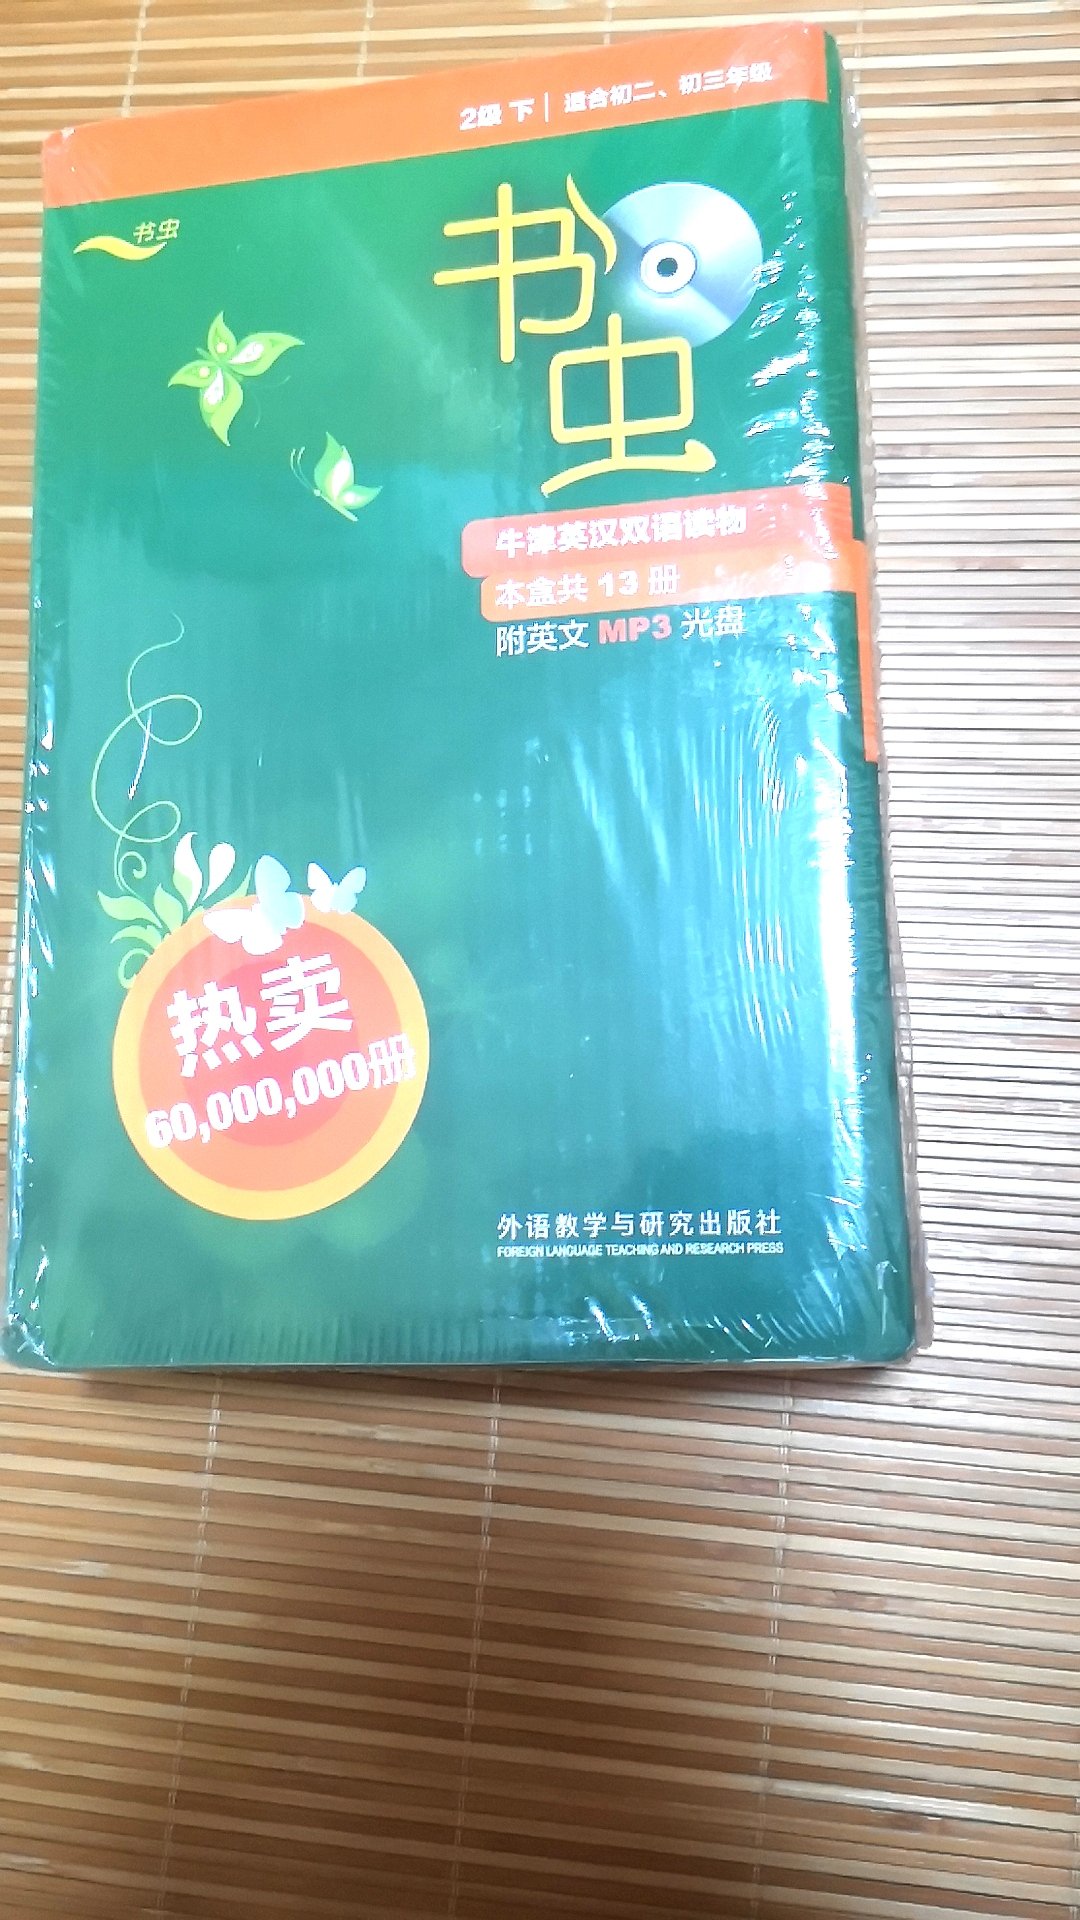 2级 下 | 适合初二、初三年级
书虫
书虫
牛津英汉双语读物
本盒共 13 册
附英文 MP3 光盘
热卖
60,000,000册
外语教学与研究出版社
FOREIGN LANGUAGE TEACHING AND RESEARCH PRESS